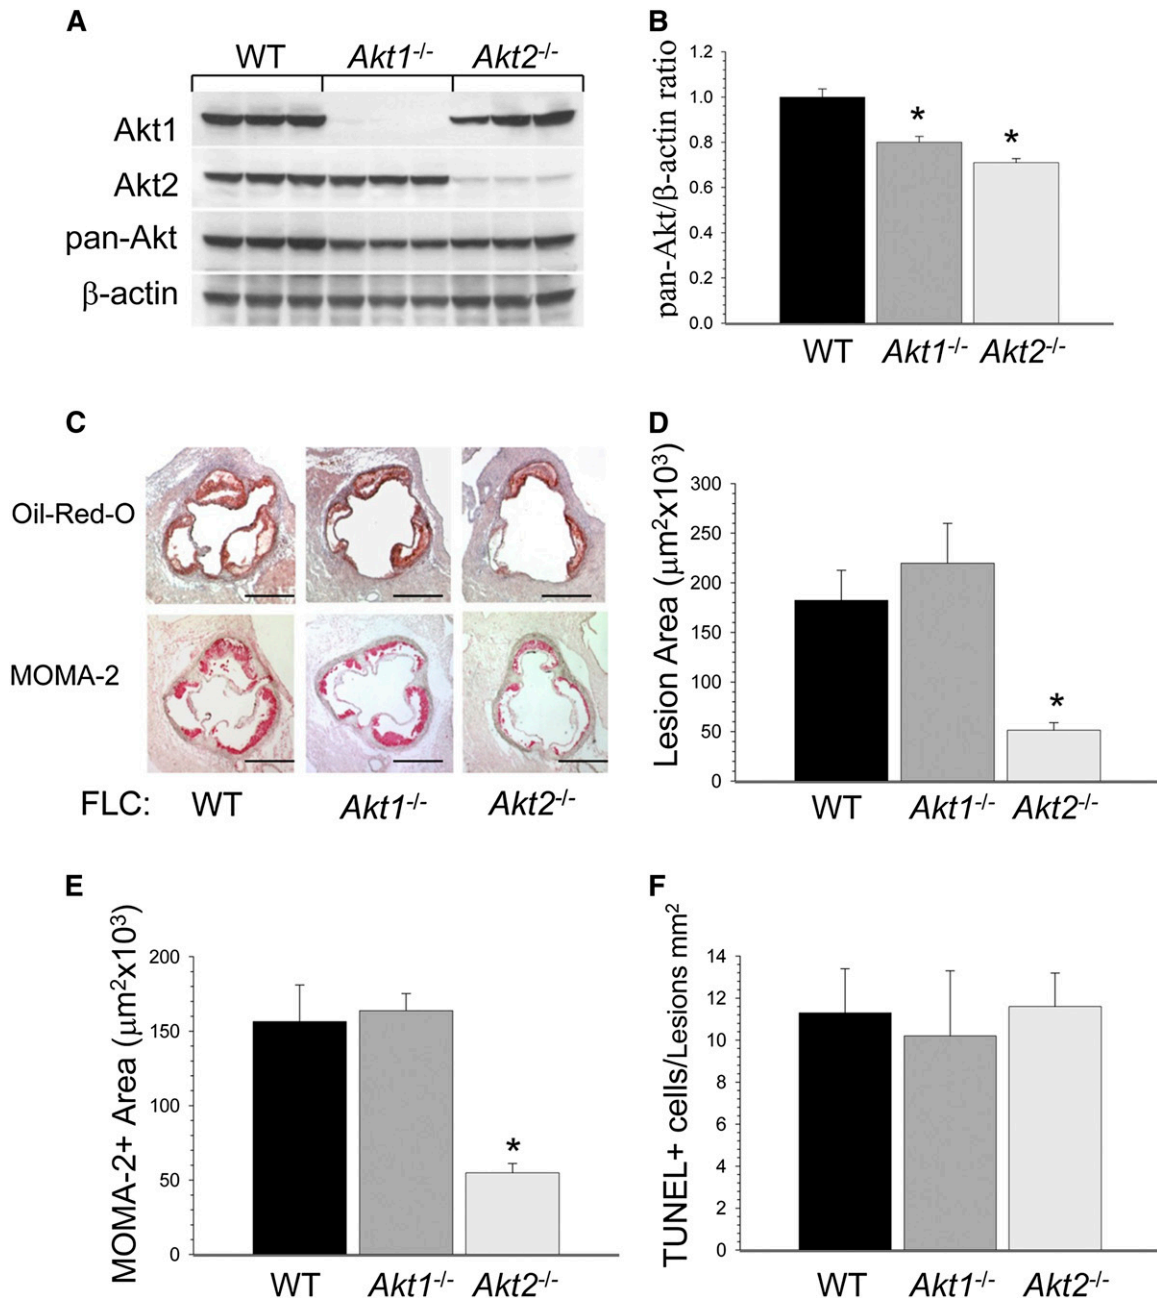 A
WT Akt1-/- Akt2-/-
Akt1
Akt2
pan-Akt
β-actin
B
pan-Akt/β-actin ratio
1.2
1.0
0.8
0.6
0.4
0.2
0.0
* *
WT Akt1-/- Akt2-/-
C
Oil-Red-O
MOMA-2
FLC: WT Akt1-/- Akt2-/-
D
Lesion Area (μm²x10³)
300
250
200
150
100
50
0
*
WT Akt1-/- Akt2-/-
E
MOMA-2+ Area (μm²x10³)
200
150
100
50
0
*
WT Akt1-/- Akt2-/-
F
TUNEL+ cells/Lesions mm²
14
12
10
8
6
4
2
0
WT Akt1-/- Akt2-/-